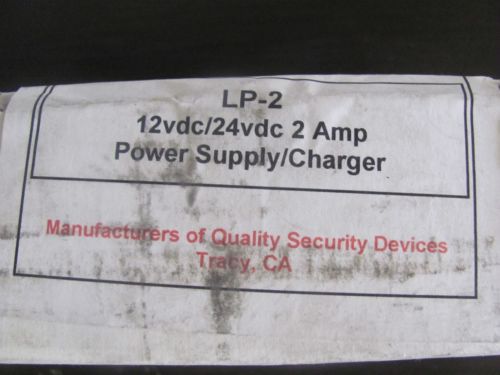 LP-2
12vdc/24vdc 2 Amp
Power Supply/Charger
Manufacturers of Quality Security Devices
Tracy, CA